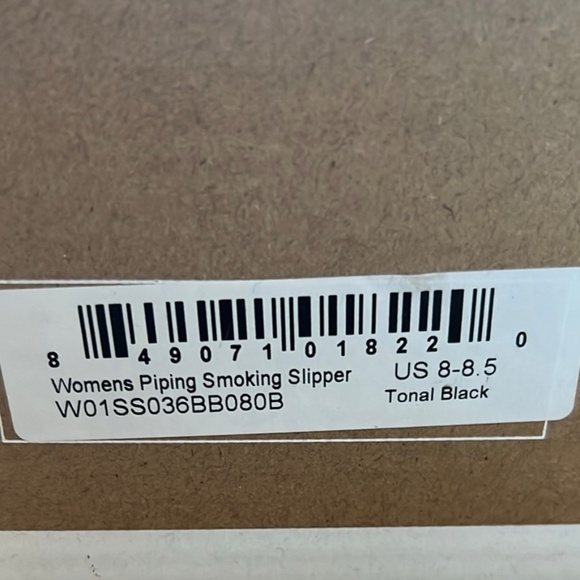 8 49071 01822 0
Womens Piping Smoking Slipper US 8-8.5
W01SS036BB080B Tonal Black